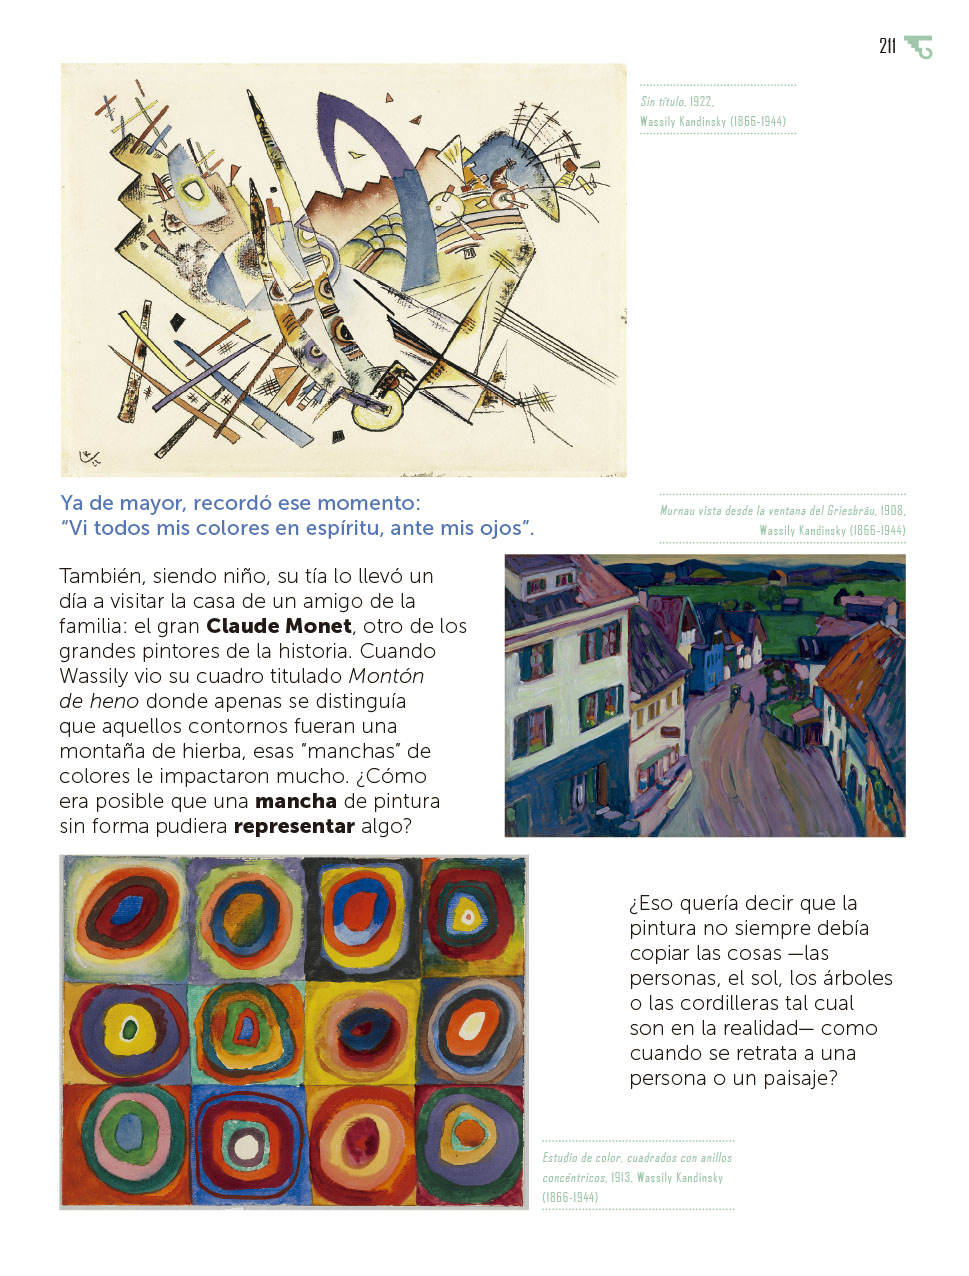 211
Sin título, 1922,
Wassily Kandinsky (1866-1944)
Ya de mayor, recordó ese momento:
“Vi todos mis colores en espíritu, ante mis ojos”.
Murnau vista desde la ventana del Griesbräu, 1908,
Wassily Kandinsky (1866-1944)
También, siendo niño, su tía lo llevó un
día a visitar la casa de un amigo de la
familia: el gran Claude Monet, otro de los
grandes pintores de la historia. Cuando
Wassily vio su cuadro titulado Montón
de heno donde apenas se distinguía
que aquellos contornos fueran una
montaña de hierba, esas “manchas” de
colores le impactaron mucho. ¿Cómo
era posible que una mancha de pintura
sin forma pudiera representar algo?
¿Eso quería decir que la
pintura no siempre debía
copiar las cosas —las
personas, el sol, los árboles
o las cordilleras tal cual
son en la realidad— como
cuando se retrata a una
persona o un paisaje?
Estudio de color, cuadrados con anillos
concéntricos, 1913, Wassily Kandinsky
(1866-1944)